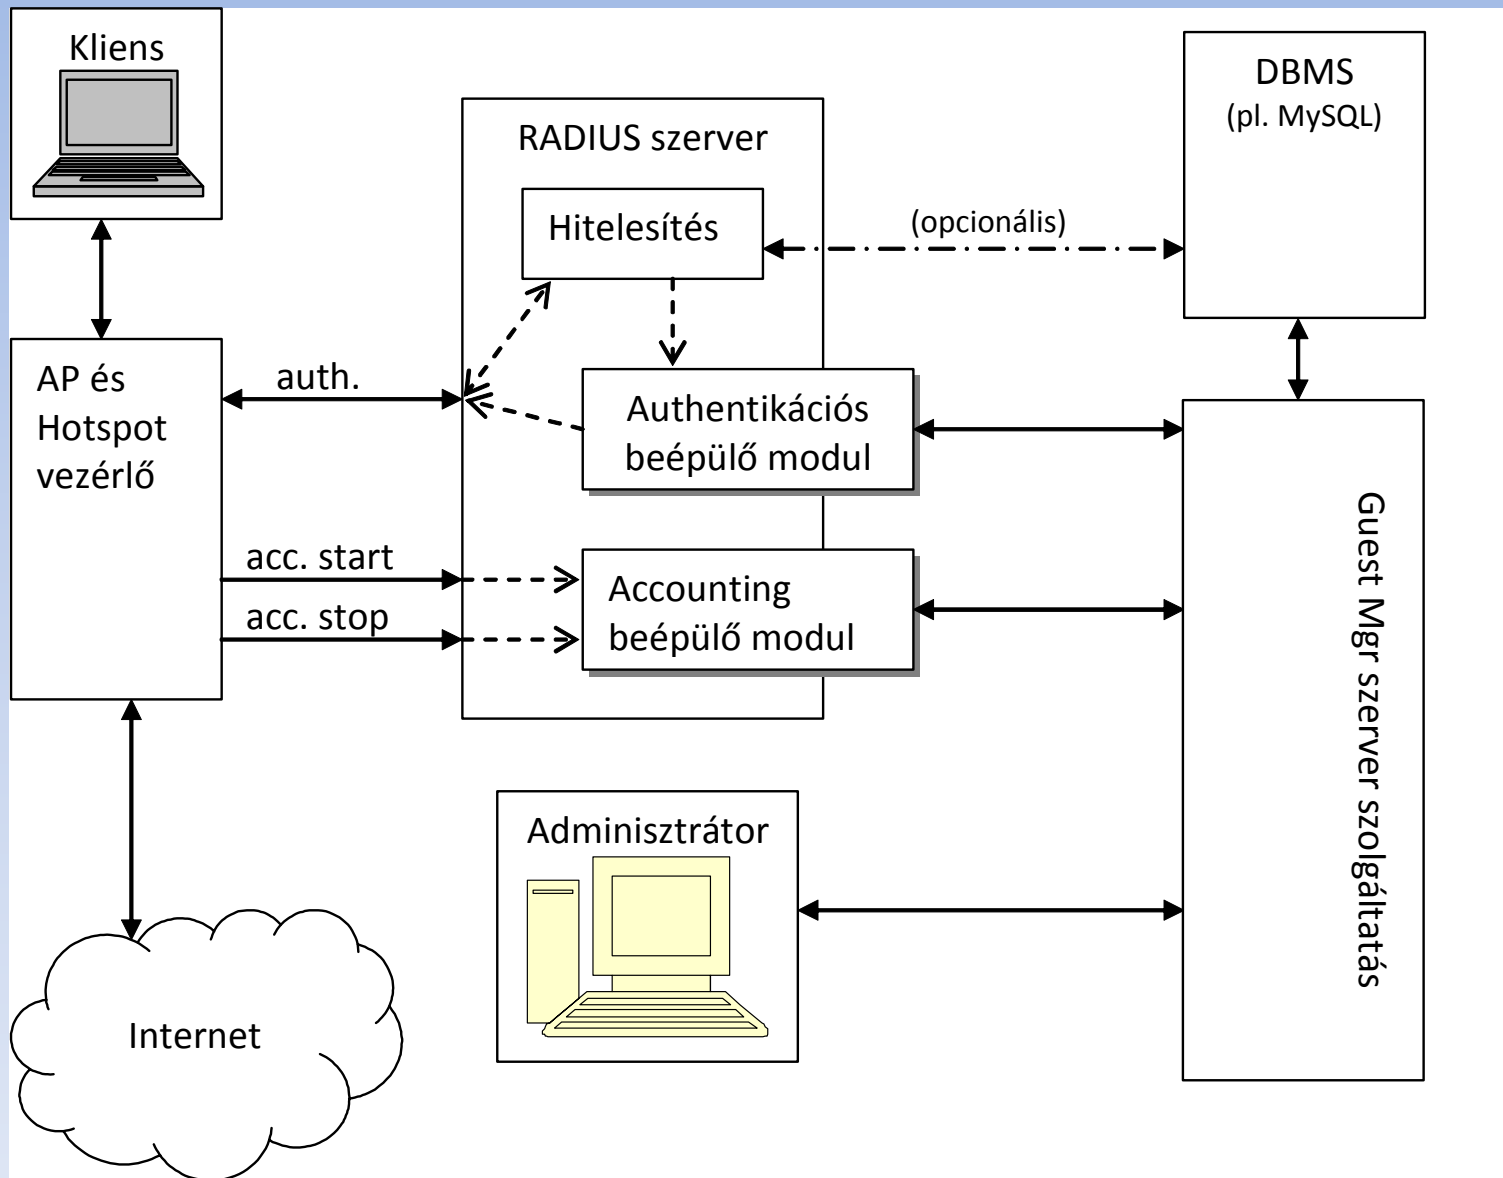 Kliens
DBMS
(pl. MySQL)
RADIUS szerver
Hitelesítés
(opcionális)
AP és
Hotspot
vezérlő
auth.
Authentikációs
beépülő modul
acc. start
acc. stop
Accounting
beépülő modul
Guest Mgr szerver szolgáltatás
Adminisztrátor
Internet